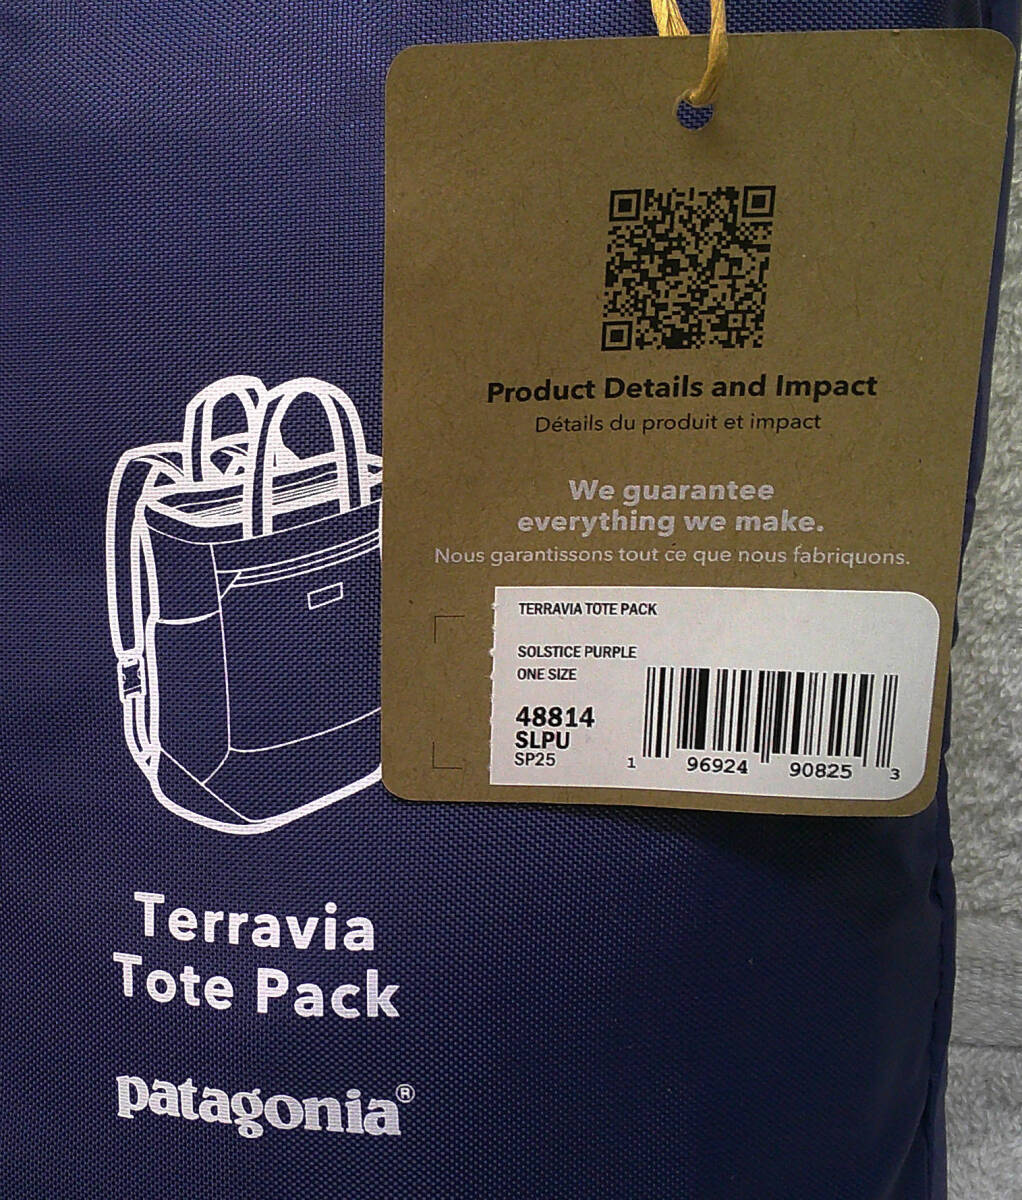 Product Details and Impact
Détails du produit et impact
We guarantee
everything we make.
Nous garantissons tout ce que nous fabriquons.
TERRAVIA TOTE PACK
SOLSTICE PURPLE
ONE SIZE
48814
SLPU
SP25
1 96924 90825 3
Terravia
Tote Pack
patagonia®